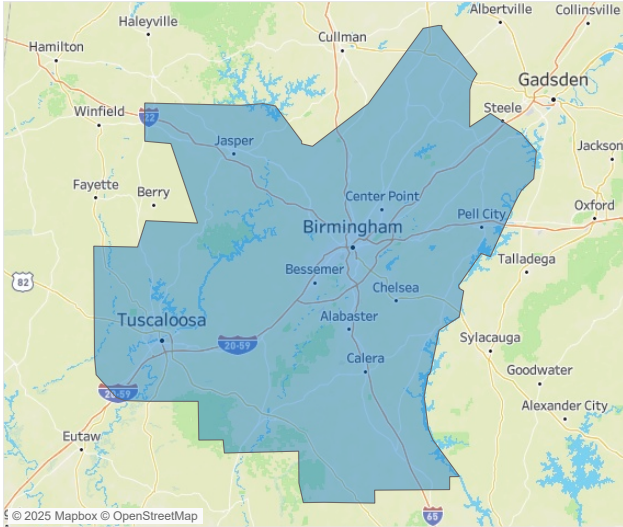 Haleyville
Albertville
Collinsville
Cullman
Hamilton
Gadsden
Steele
Winfield
22
Jasper
Jackson
Fayette
Berry
Center Point
Oxford
Pell City
Birmingham
Talladega
Bessemer
82
Chelsea
Tuscaloosa
Alabaster
Sylacauga
20-59
Calera
Goodwater
20-59
Alexander City
Eutaw
65
© 2025 Mapbox © OpenStreetMap